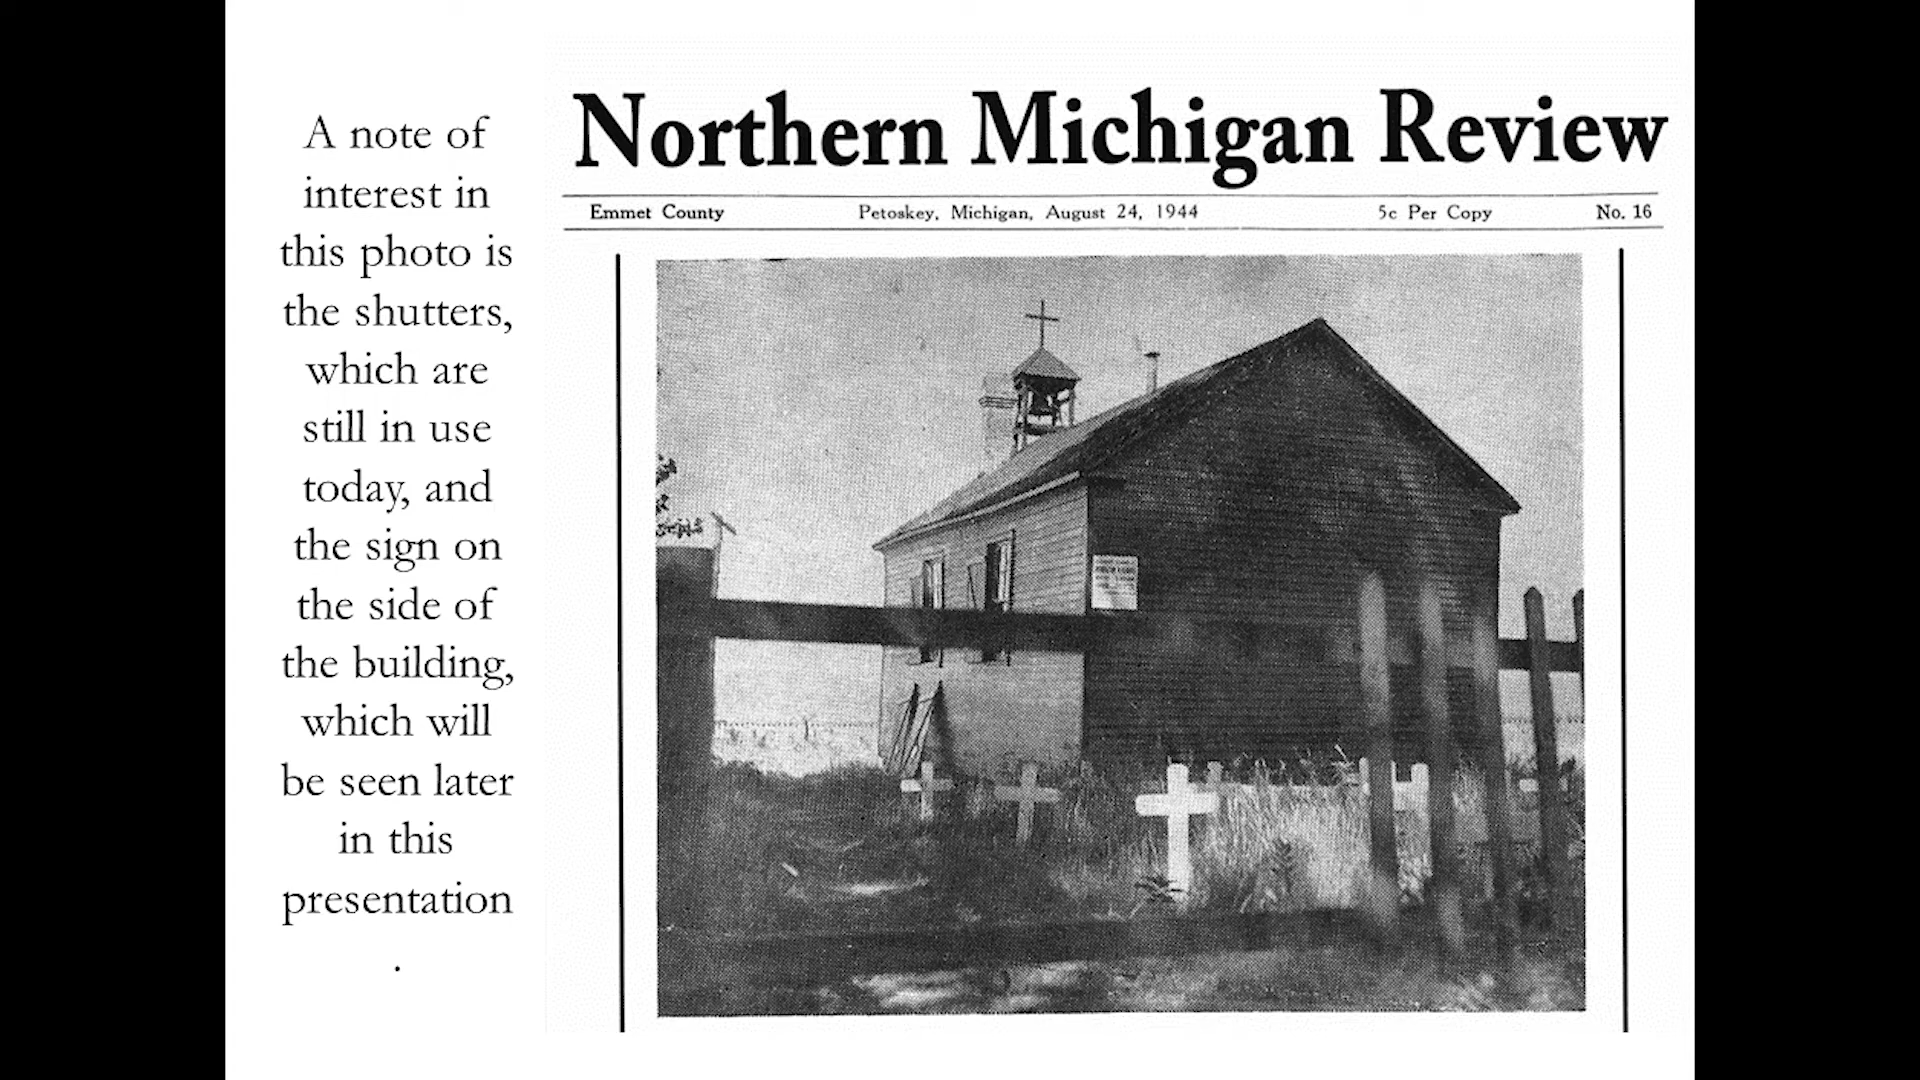 A note of
interest in
this photo is
the shutters,
which are
still in use
today, and
the sign on
the side of
the building,
which will
be seen later
in this
presentation
.
Northern Michigan Review
Emmet County Petoskey, Michigan, August 24, 1944 5c Per Copy No. 16